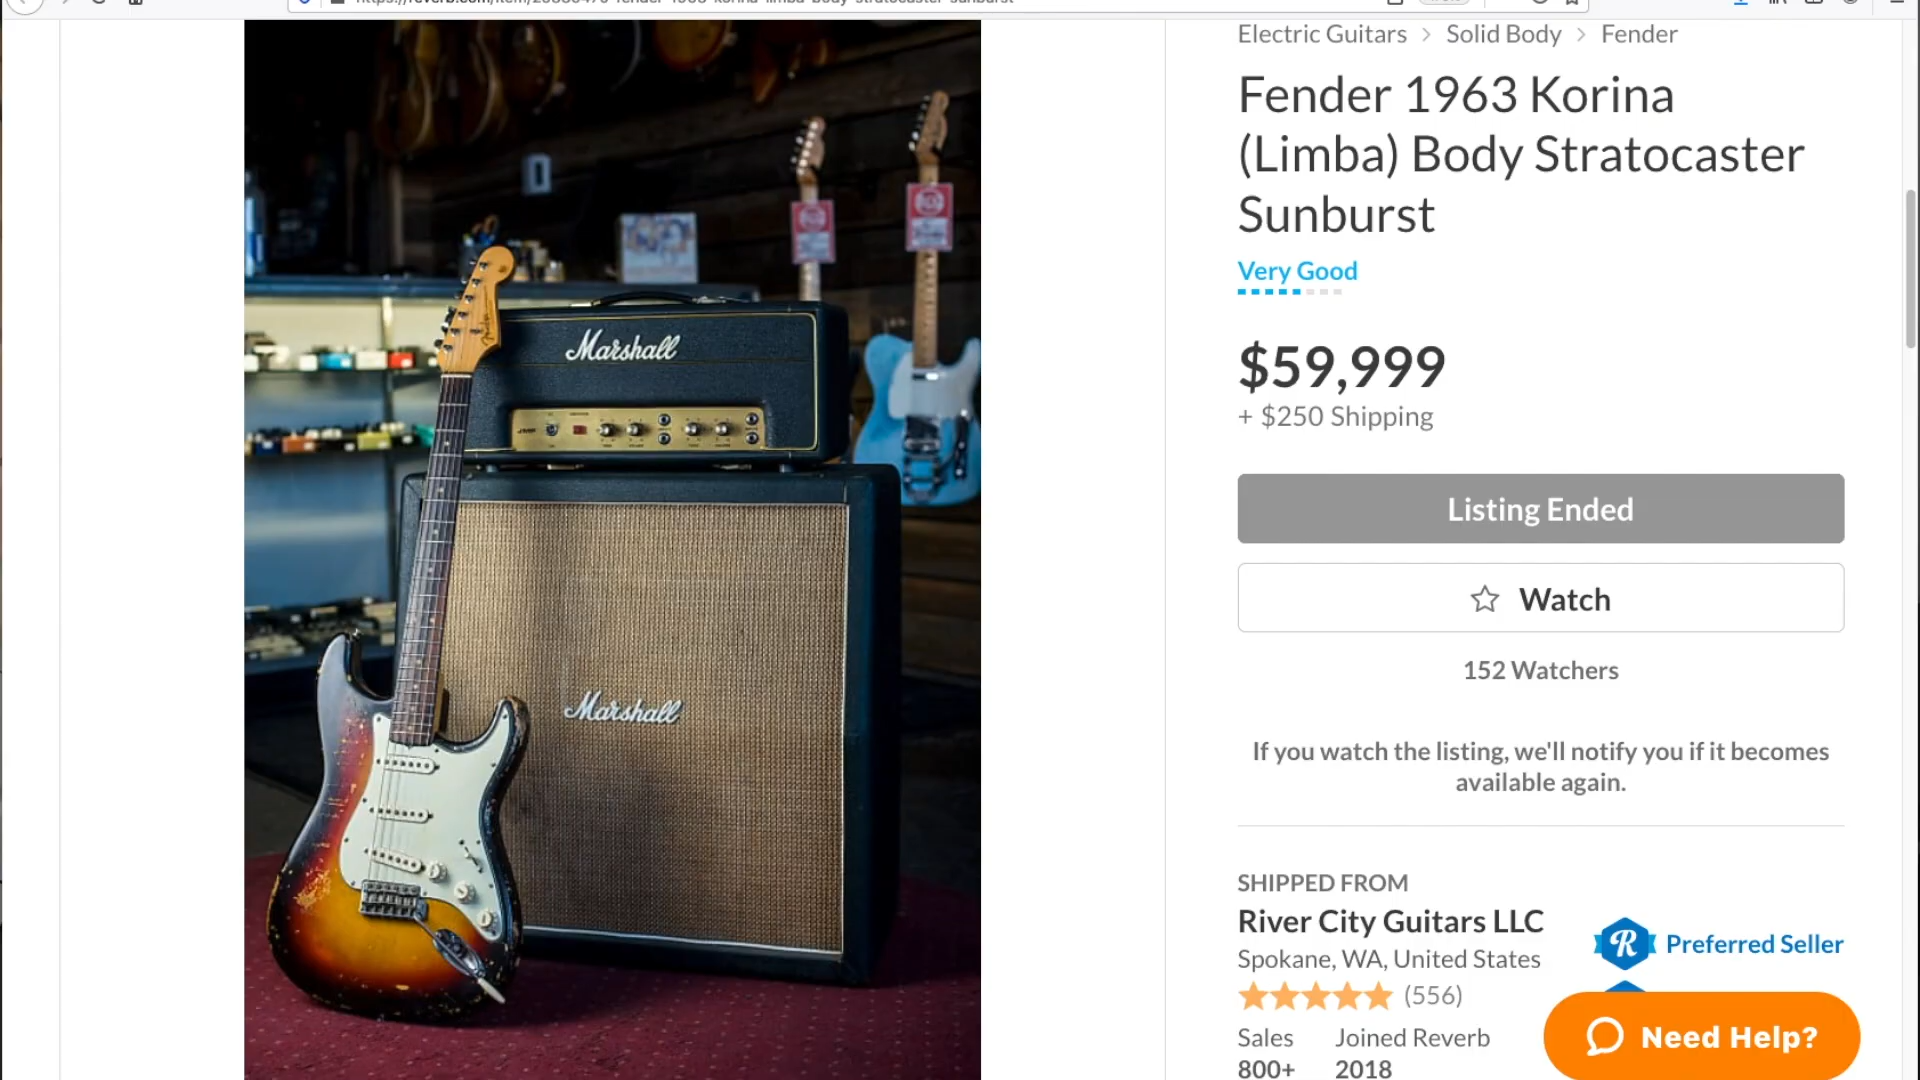 Electric Guitars > Solid Body > Fender
Fender 1963 Korina
(Limba) Body Stratocaster
Sunburst
Very Good
$59,999
+ $250 Shipping
Listing Ended
Watch
152 Watchers
If you watch the listing, we'll notify you if it becomes
available again.
SHIPPED FROM
River City Guitars LLC
Preferred Seller
Spokane, WA, United States
(556)
Sales Joined Reverb
800+ 2018
Need Help?
Marshall
Marshall
Fender